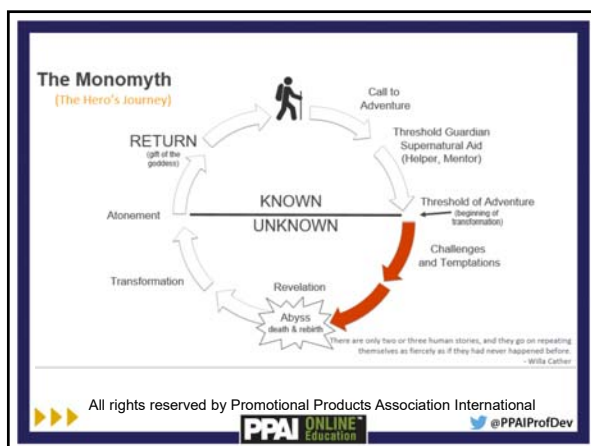 The Monomyth
(The Hero's Journey)
Call to
Adventure
Threshold Guardian
Supernatural Aid
(Helper, Mentor)
RETURN
(gift of the
goddess)
KNOWN
UNKNOWN
Threshold of Adventure
(beginning of
transformation)
Atonement
Challenges
and Temptations
Transformation
Revelation
Abyss
death & rebirth
There are only two or three human stories, and they go on repeating
themselves as fiercely as if they had never happened before.
- Willa Cather
All rights reserved by Promotional Products Association International
PPAI ONLINE™
Education
@PPAIProfDev